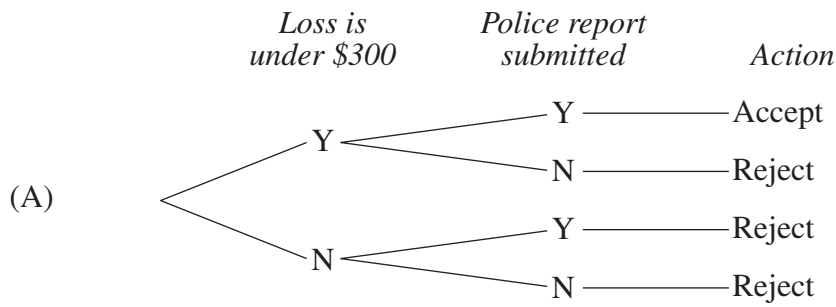 Loss is under $300
Police report submitted
Action
Y
Accept
Y
N
Reject
(A)
Y
Reject
N
N
Reject